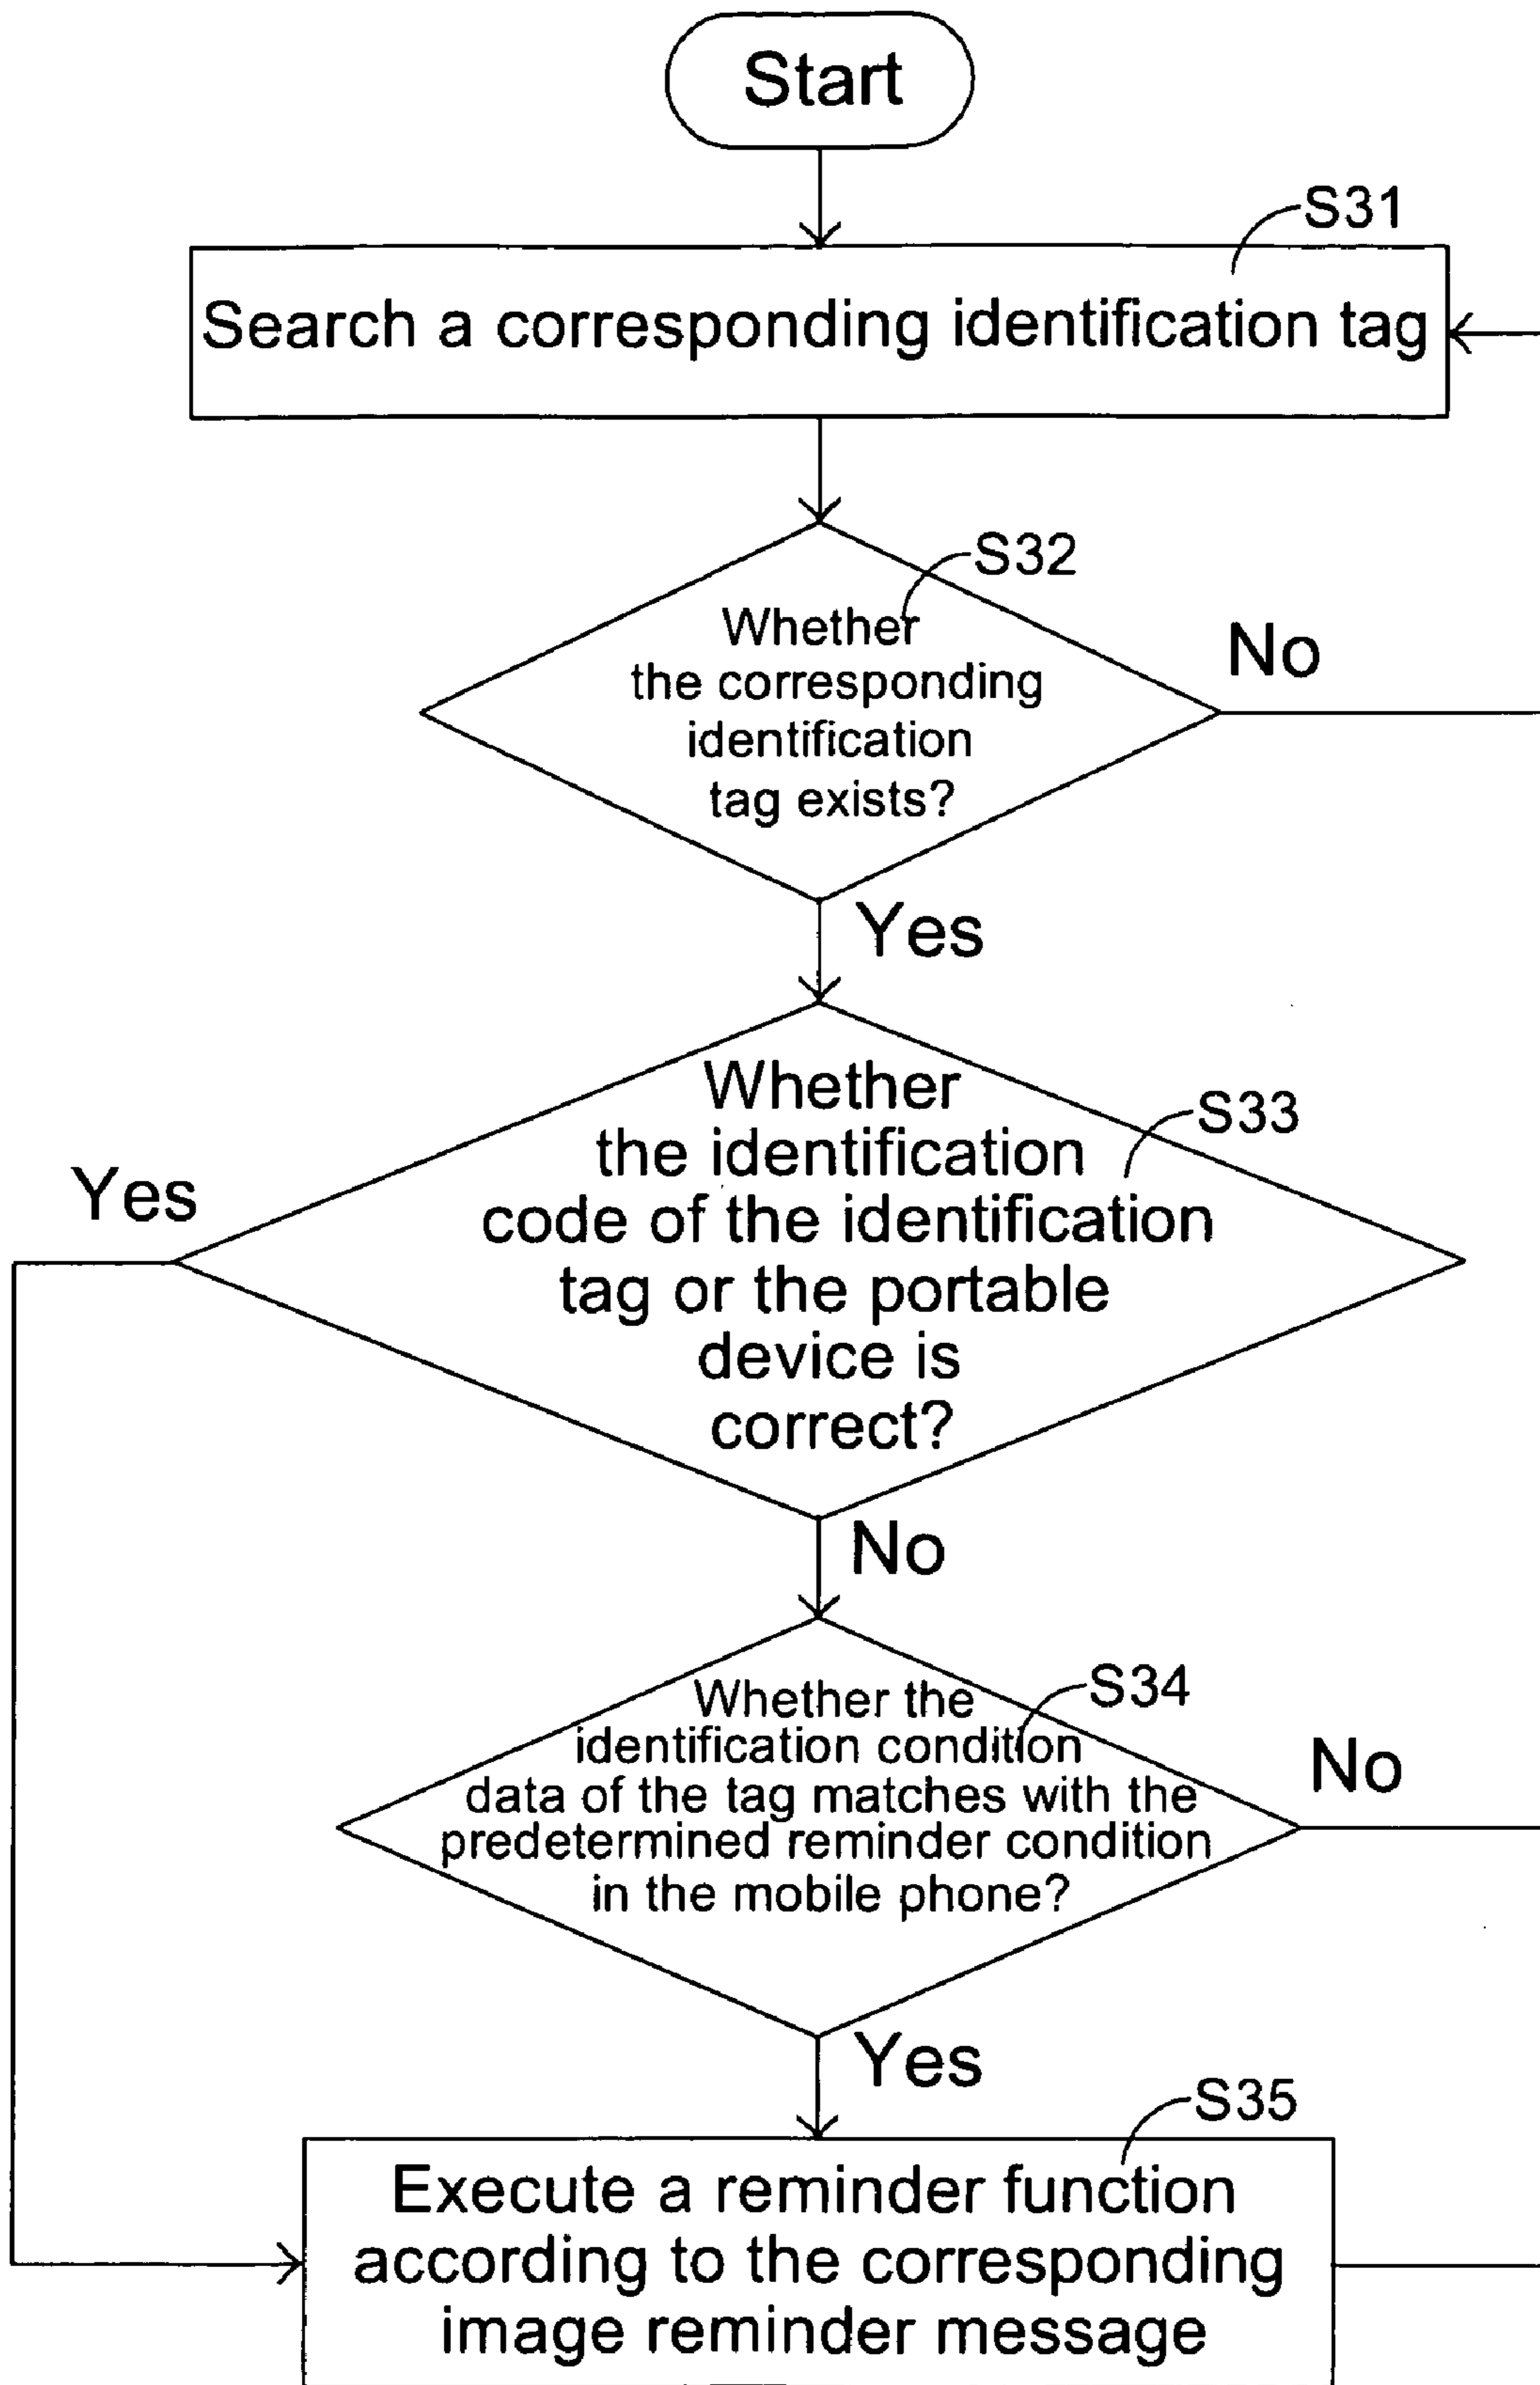 Start
S31
Search a corresponding identification tag
S32
Whether
the corresponding
identification
tag exists?
No
Yes
Whether
the identification
code of the identification
tag or the portable
device is
correct?
S33
Yes
No
Whether the
identification condition
data of the tag matches with the
predetermined reminder condition
in the mobile phone?
S34
No
Yes
S35
Execute a reminder function
according to the corresponding
image reminder message